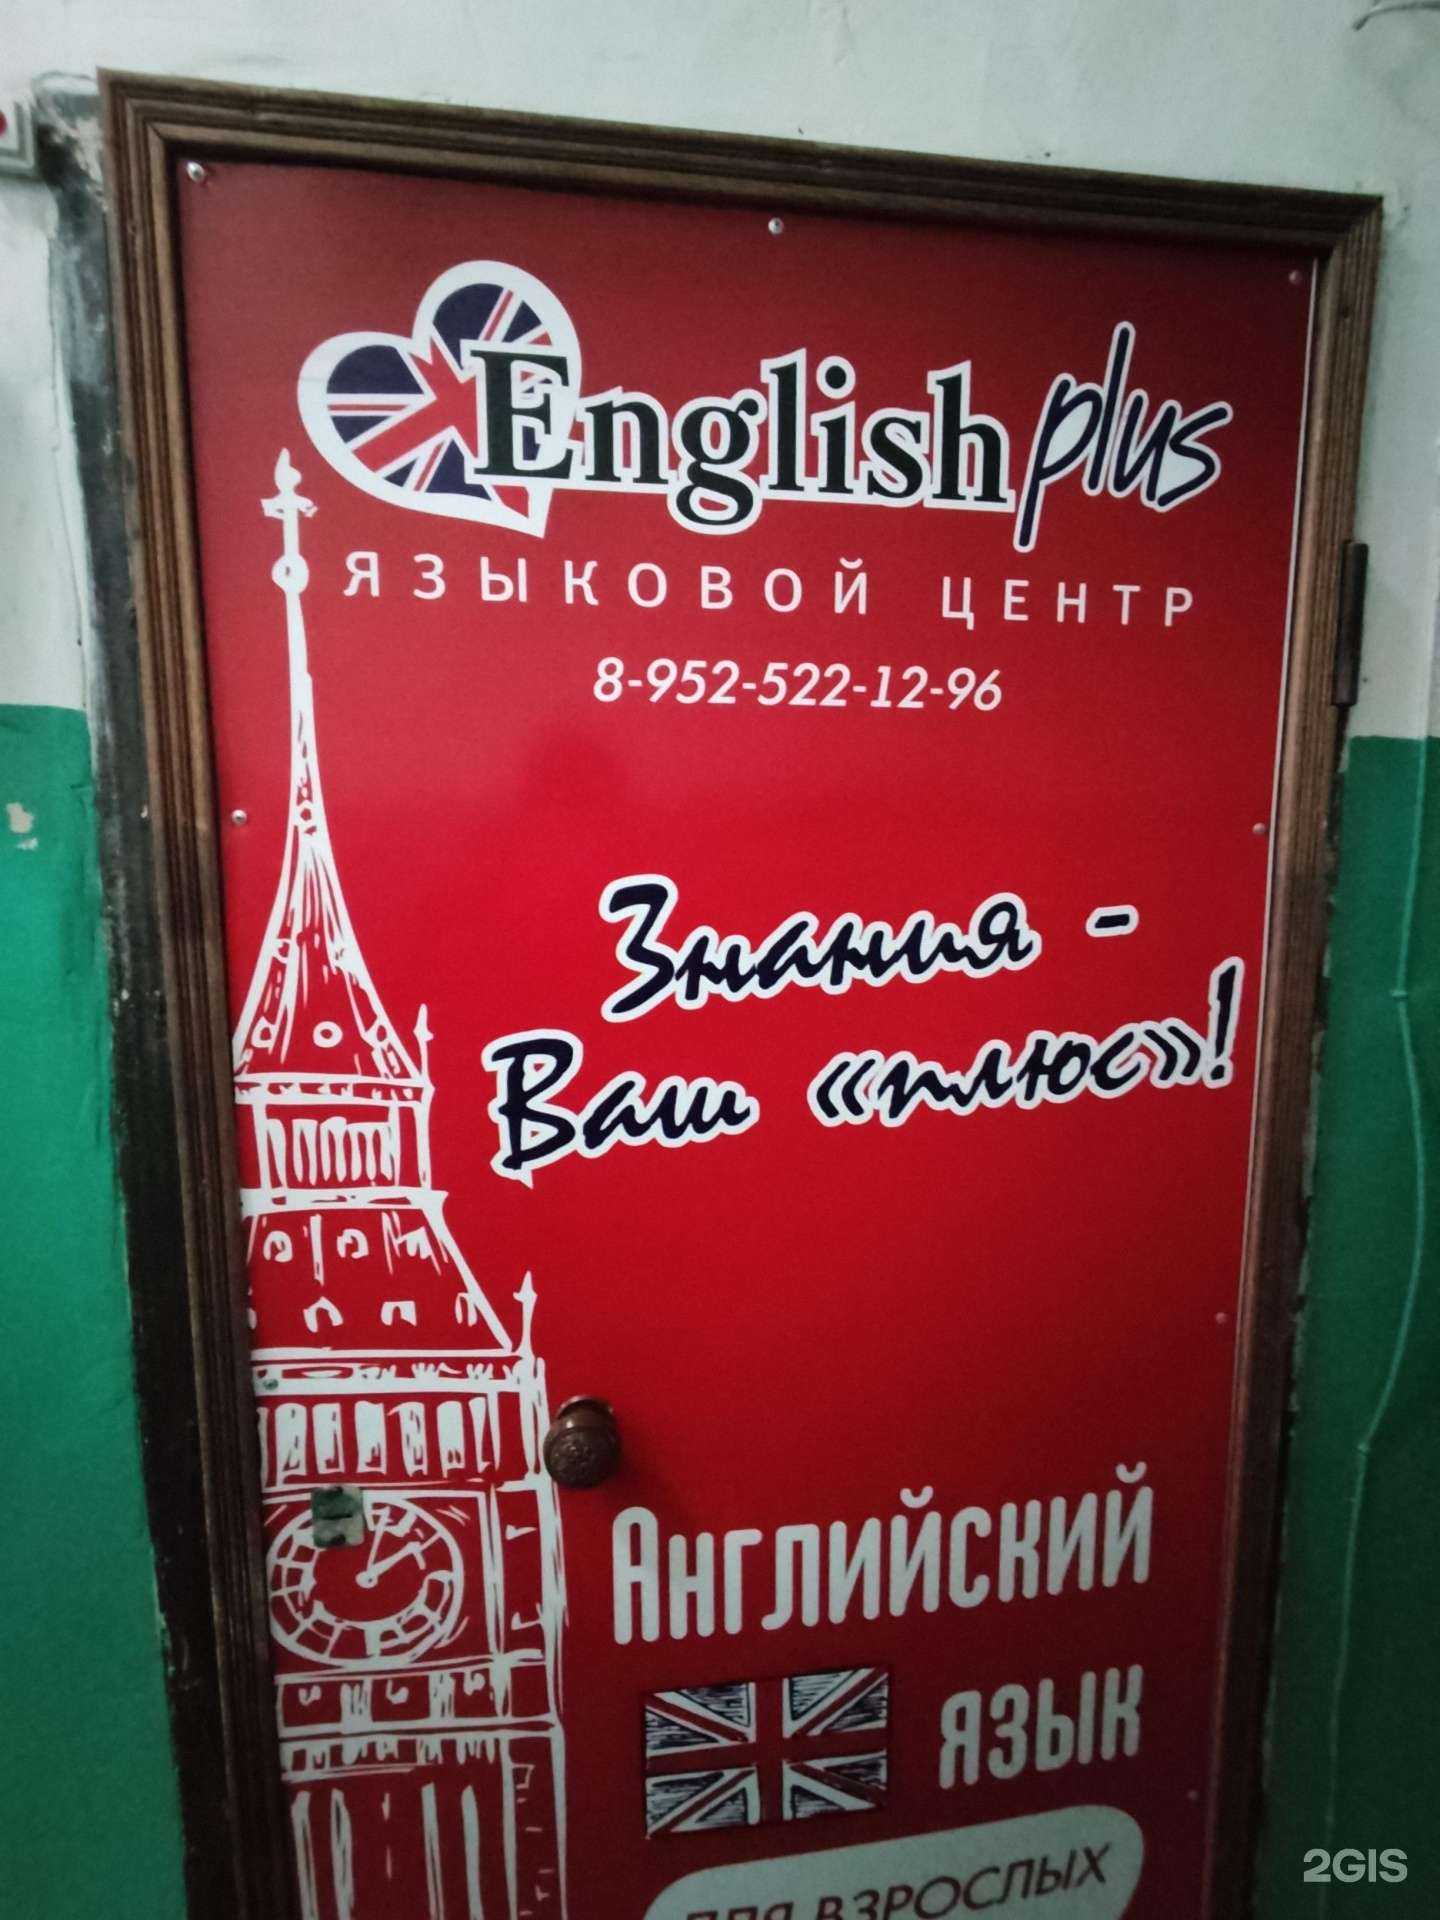 English plus
ЯЗЫКОВОЙ ЦЕНТР
8-952-522-12-96
Знания -
Ваш «плюс»!
Английский
язык
ДЛЯ ВЗРОСЛЫХ
2GIS